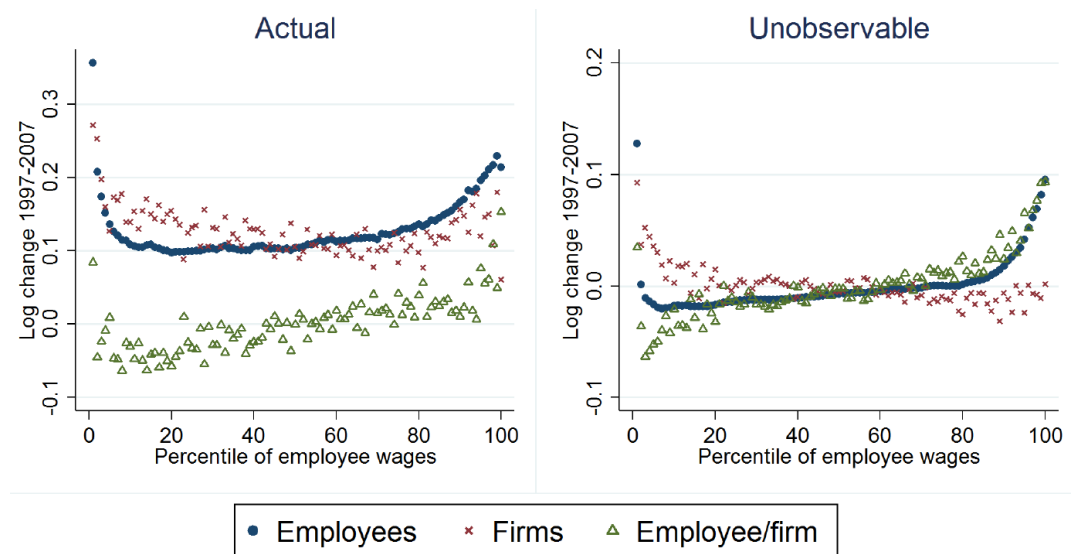 Actual
Log change 1997-2007
0.3
0.2
0.1
0.0
-0.1
0
20
40
60
80
100
Percentile of employee wages
Unobservable
Log change 1997-2007
0.2
0.1
0.0
-0.1
0
20
40
60
80
100
Percentile of employee wages
Employees
Firms
Employee/firm